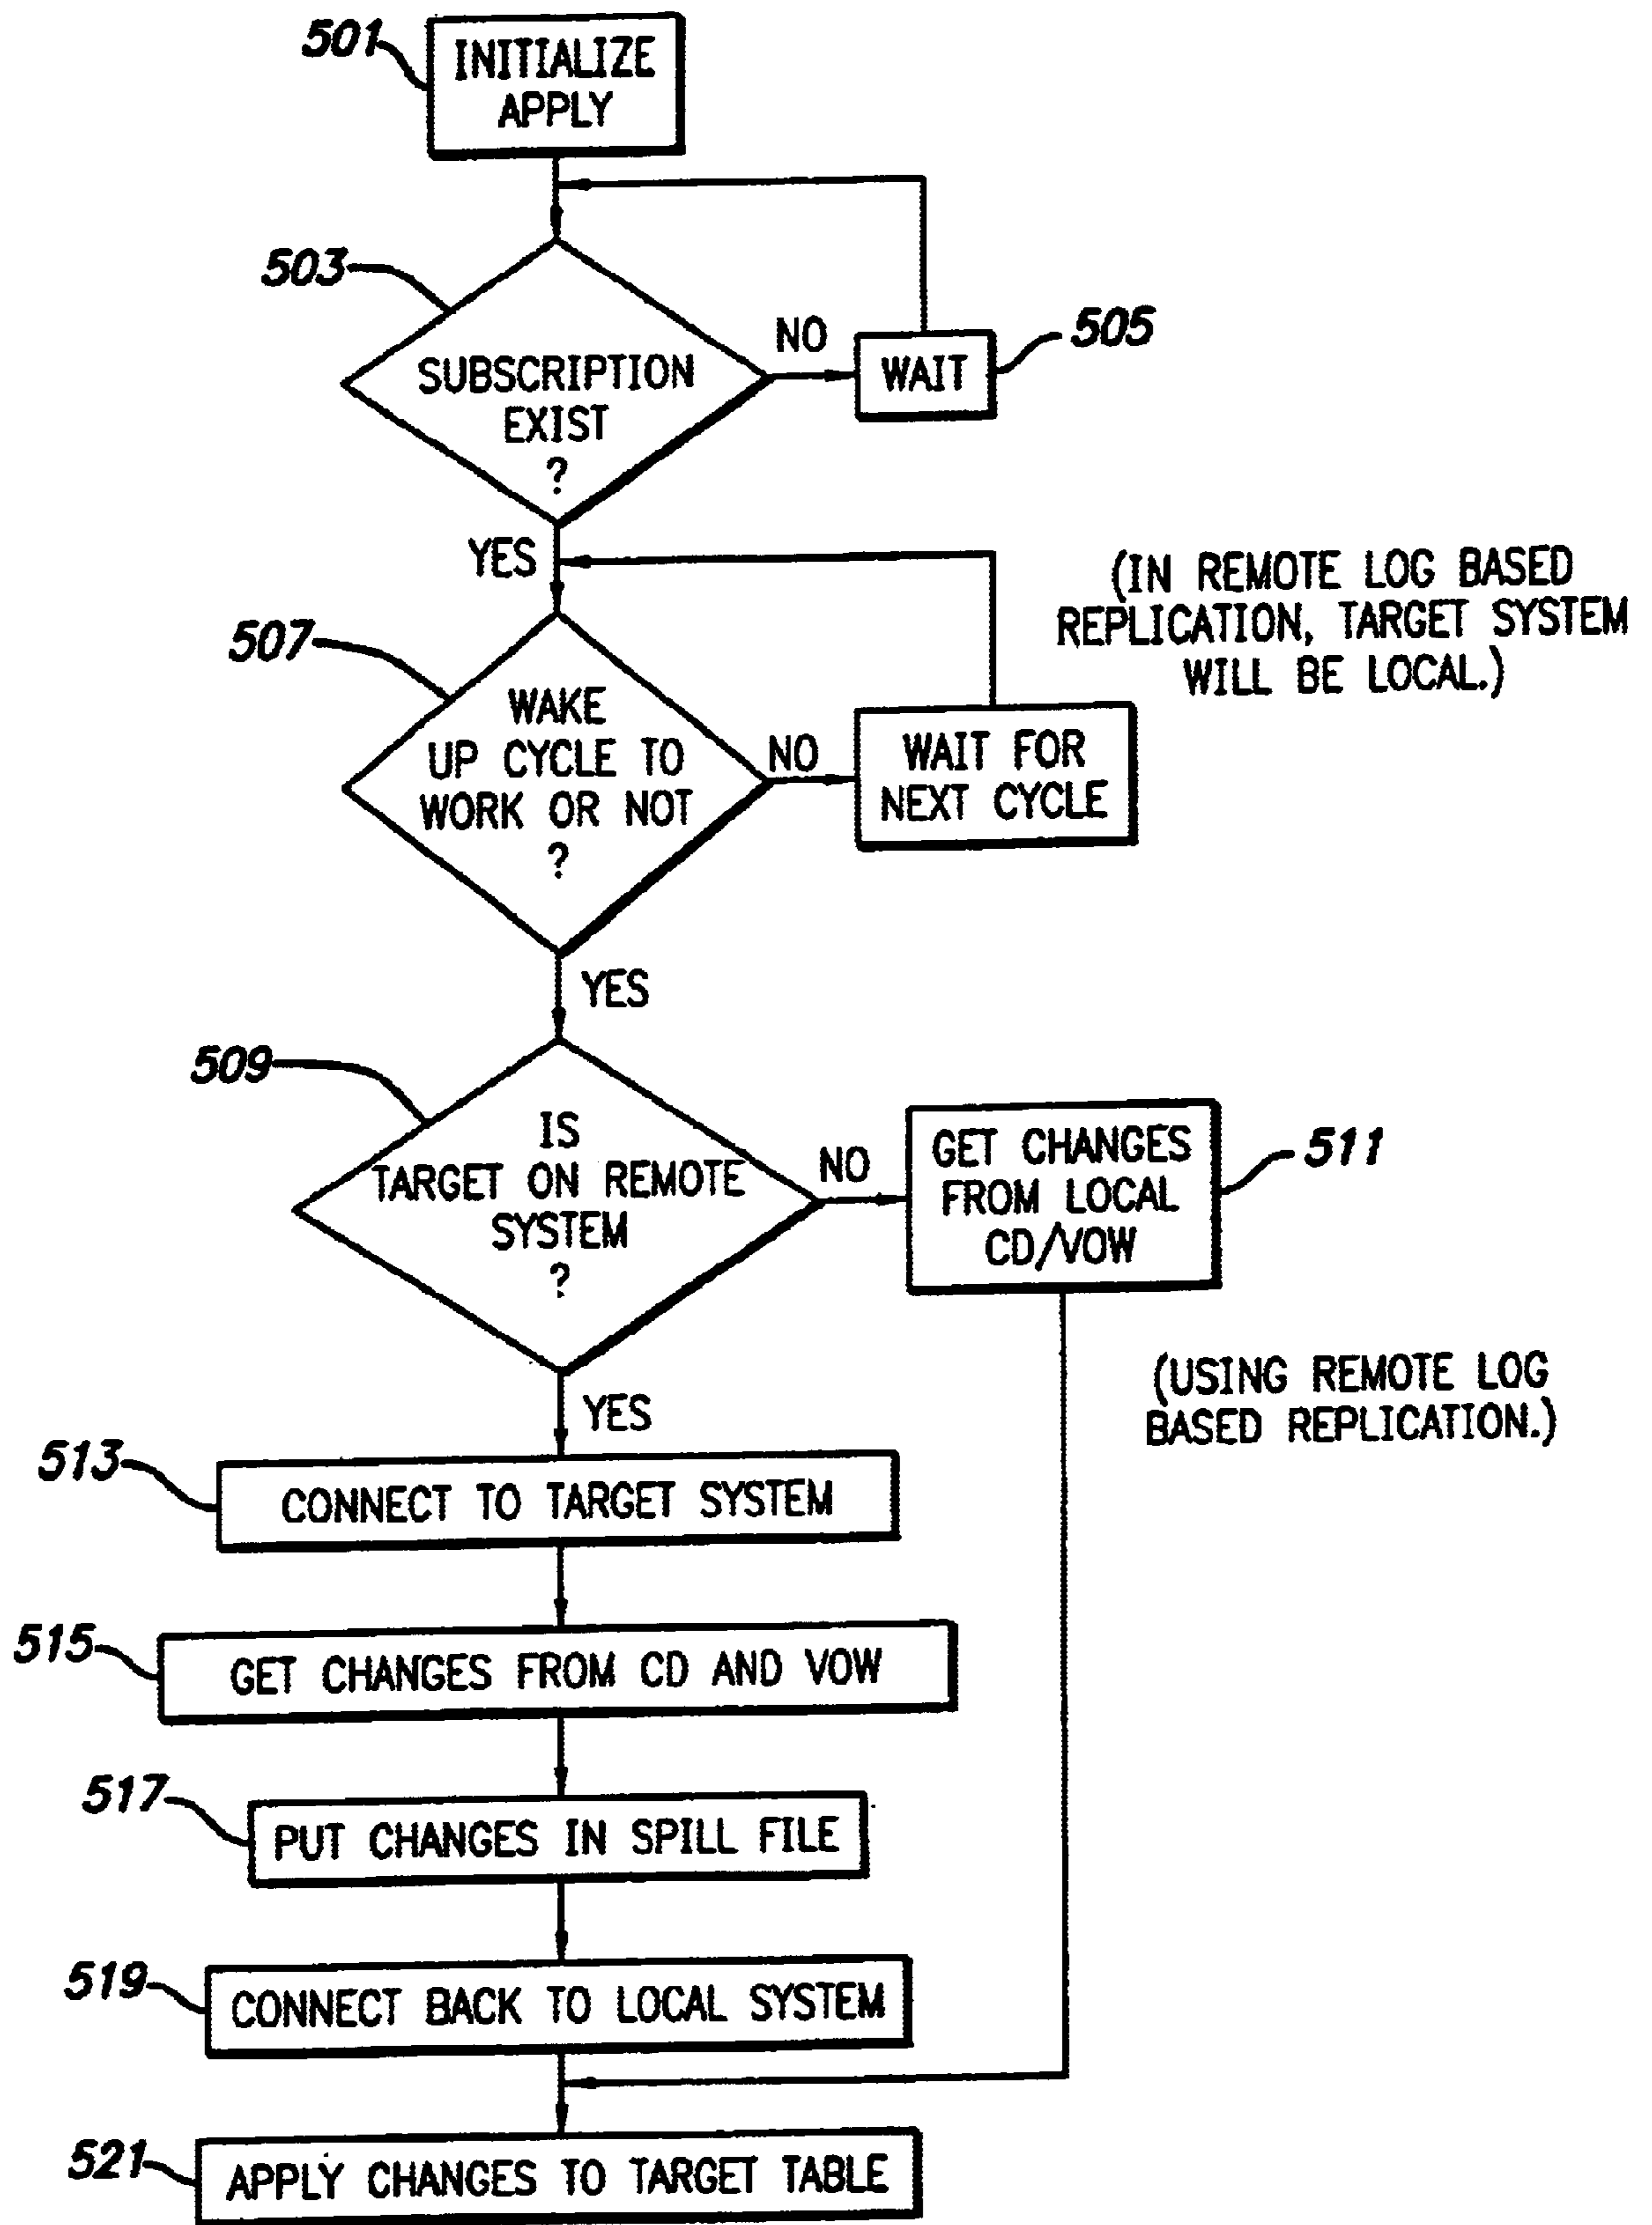 501
INITIALIZE
APPLY
503
SUBSCRIPTION
EXIST
?
NO
WAIT
505
YES
(IN REMOTE LOG BASED
REPLICATION, TARGET SYSTEM
WILL BE LOCAL.)
507
WAKE
UP CYCLE TO
WORK OR NOT
?
NO
WAIT FOR
NEXT CYCLE
YES
509
IS
TARGET ON REMOTE
SYSTEM
?
NO
GET CHANGES
FROM LOCAL
CD/VOW
511
(USING REMOTE LOG
BASED REPLICATION.)
YES
513
CONNECT TO TARGET SYSTEM
515
GET CHANGES FROM CD AND VOW
517
PUT CHANGES IN SPILL FILE
519
CONNECT BACK TO LOCAL SYSTEM
521
APPLY CHANGES TO TARGET TABLE